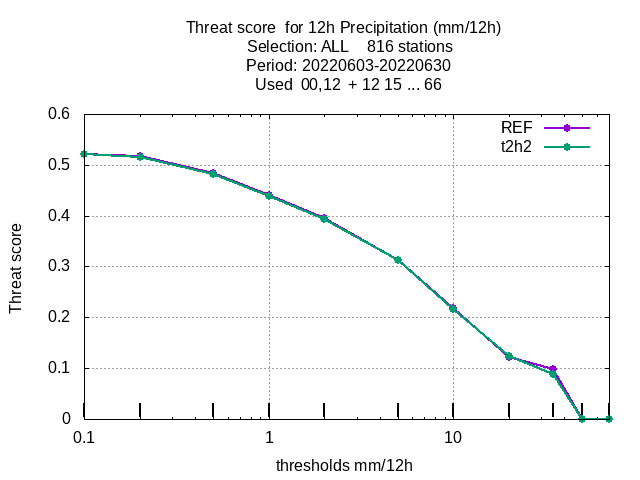 Threat score  for 12h Precipitation (mm/12h)
Selection: ALL    816 stations
Period: 20220603-20220630
Used  00,12  + 12 15 ... 66
REF
t2h2
0.6
0.5
0.4
0.3
0.2
0.1
0
Threat score
0.1
1
10
thresholds mm/12h